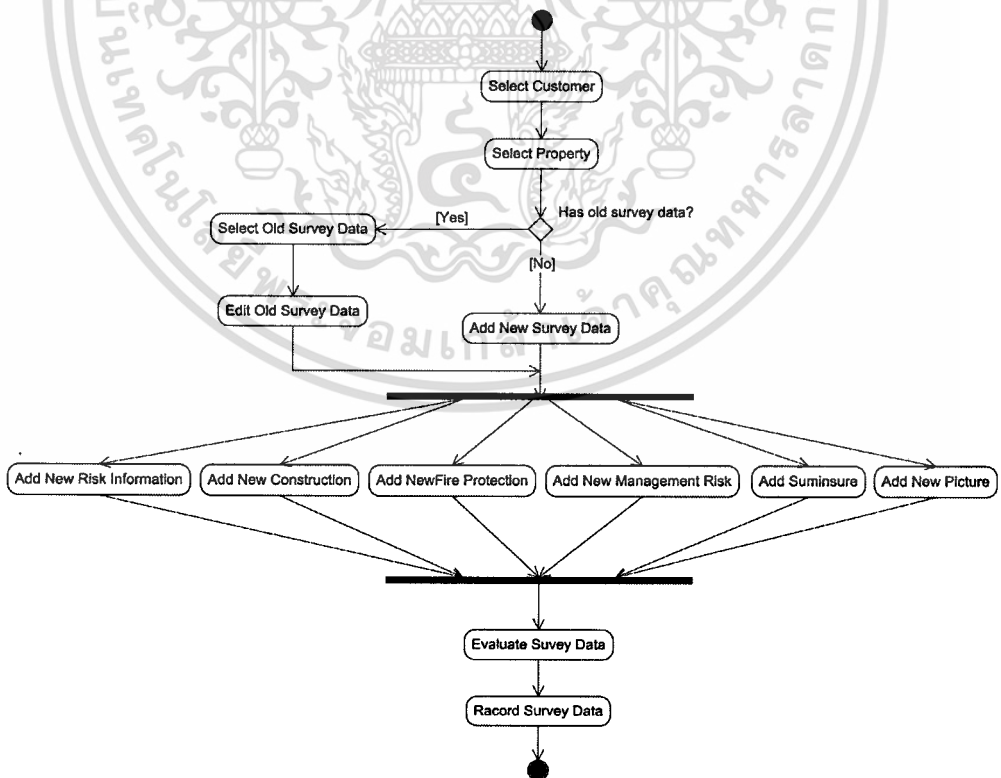 Select Customer
Select Property
Has old survey data?
[Yes]
Select Old Survey Data
[No]
Edit Old Survey Data
Add New Survey Data
Add New Risk Information
Add New Construction
Add NewFire Protection
Add New Management Risk
Add Suminsure
Add New Picture
Evaluate Suvey Data
Racord Survey Data